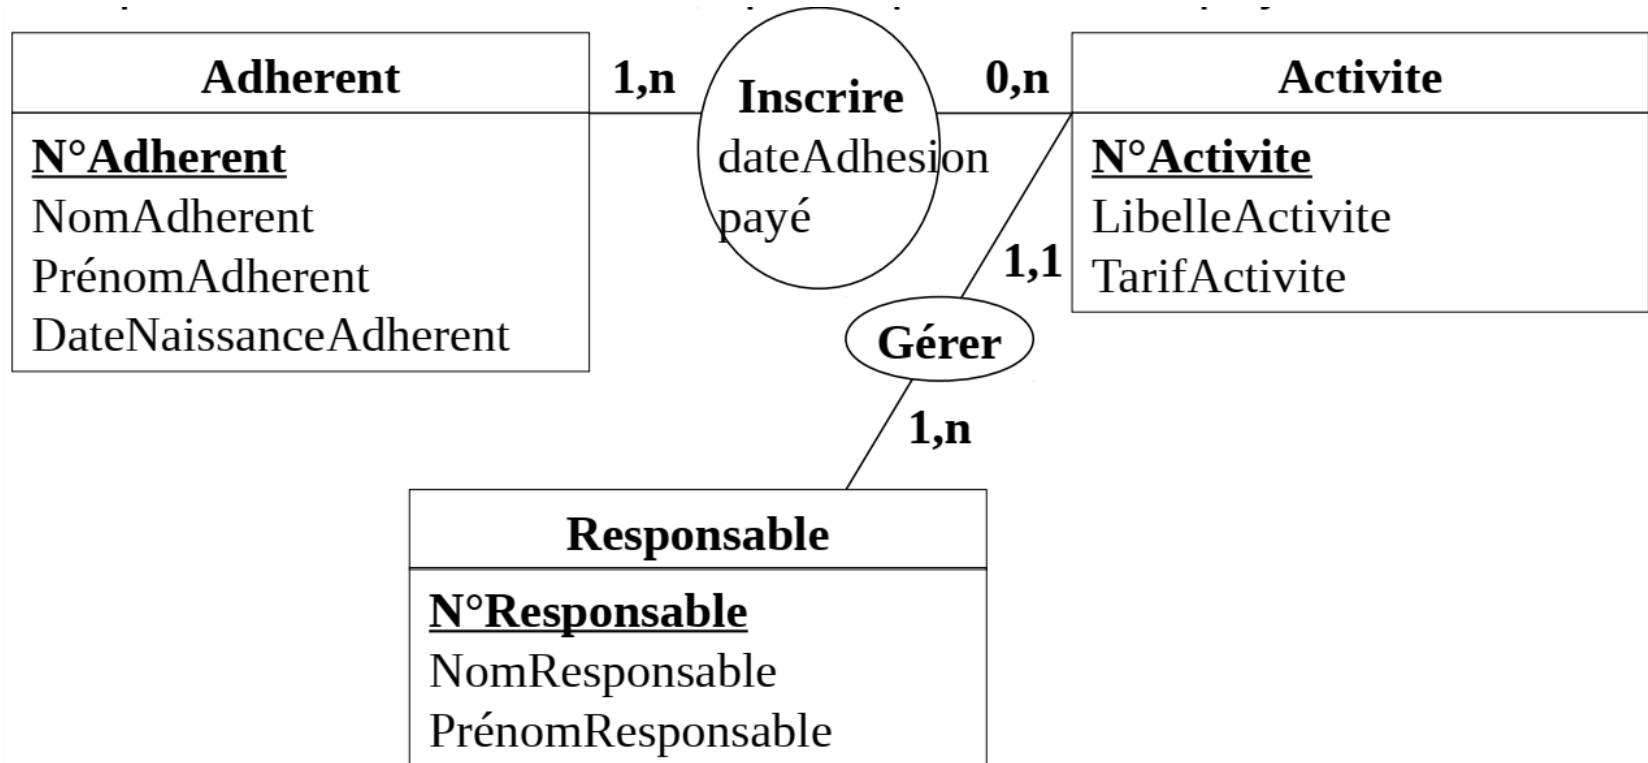 Adherent
N°Adherent
NomAdherent
PrénomAdherent
DateNaissanceAdherent
1,n
Inscrire
dateAdhesion
payé
0,n
Activite
N°Activite
LibelleActivite
TarifActivite
1,1
Gérer
1,n
Responsable
N°Responsable
NomResponsable
PrénomResponsable